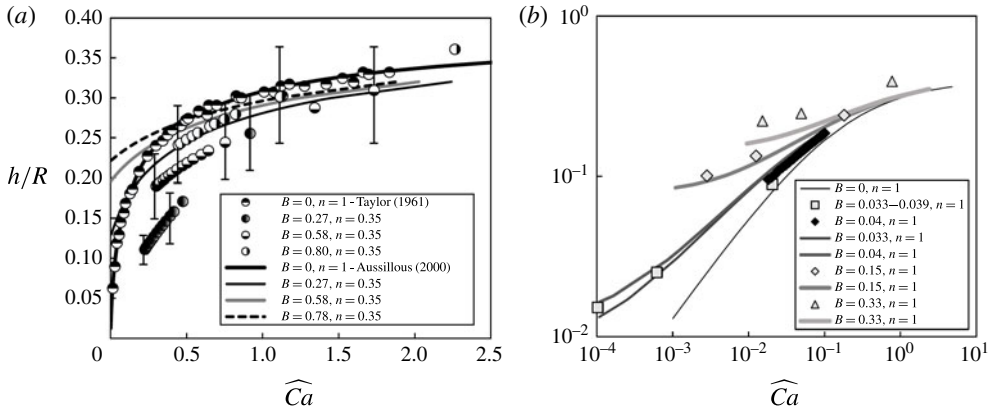 (a)
0.40
0.35
0.30
0.25
h/R
0.20
0.15
0.10
0.05
0
0.5
1.0
1.5
2.0
2.5
Ca
B = 0, n = 1 - Taylor (1961)
B = 0.27, n = 0.35
B = 0.58, n = 0.35
B = 0.80, n = 0.35
B = 0, n = 1 - Aussillous (2000)
B = 0.27, n = 0.35
B = 0.58, n = 0.35
B = 0.78, n = 0.35
(b)
10⁰
10⁻¹
10⁻²
10⁻⁴
10⁻³
10⁻²
10⁻¹
10⁰
10¹
Ca
B = 0, n = 1
B = 0.033–0.039, n = 1
B = 0.04, n = 1
B = 0.033, n = 1
B = 0.04, n = 1
B = 0.15, n = 1
B = 0.15, n = 1
B = 0.33, n = 1
B = 0.33, n = 1